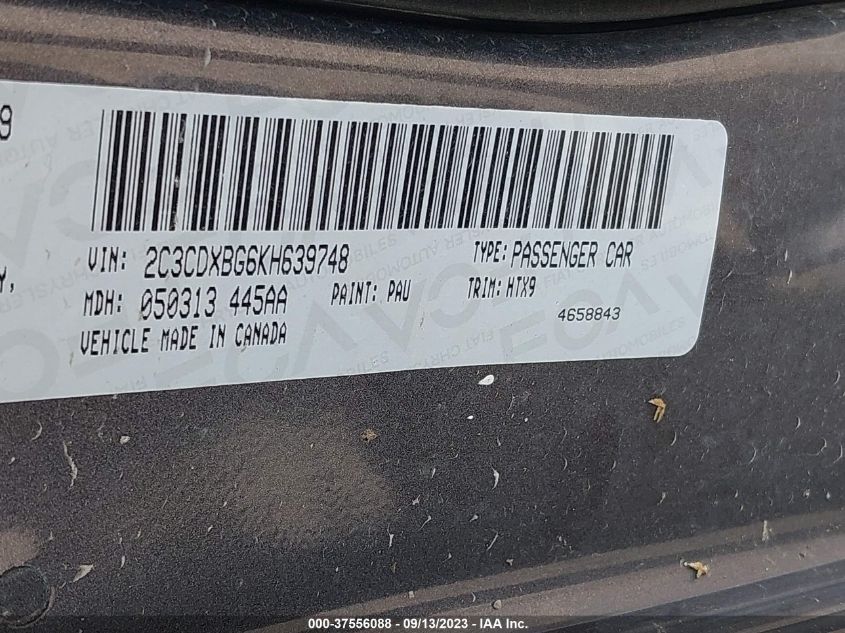 9
Y,
VIN: 2C3CDXBG6KH639748 TYPE: PASSENGER CAR
MDH: 050313 445AA PAINT: PAU TRIM: HTX9
4658843
VEHICLE MADE IN CANADA
000-37556088 - 09/13/2023 - IAA Inc.